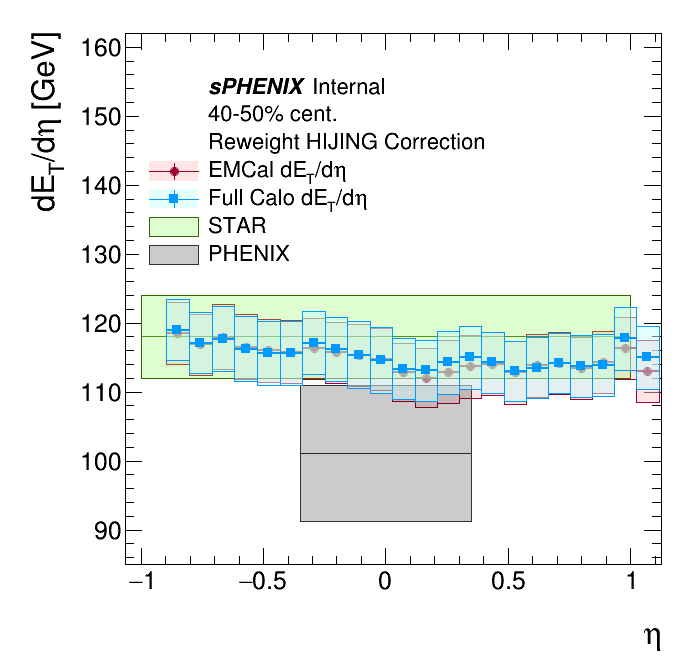 dE_T/dη [GeV]
160
150
140
130
120
110
100
90
sPHENIX Internal
40-50% cent.
Reweight HIJING Correction
EMCal dE_T/dη
Full Calo dE_T/dη
STAR
PHENIX
−1 −0.5 0 0.5 1
η